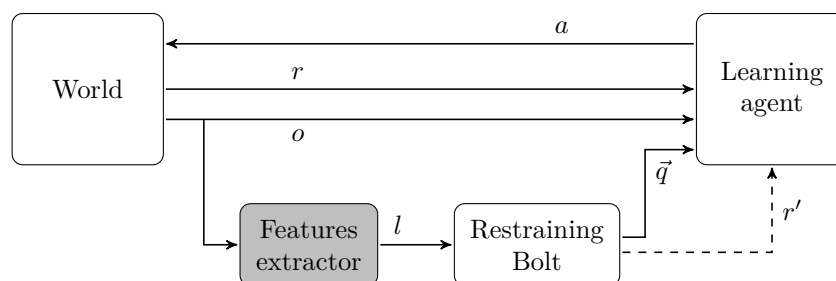 a
World
r
Learning
agent
o
q⃗
Features
extractor
l
Restraining
Bolt
r′